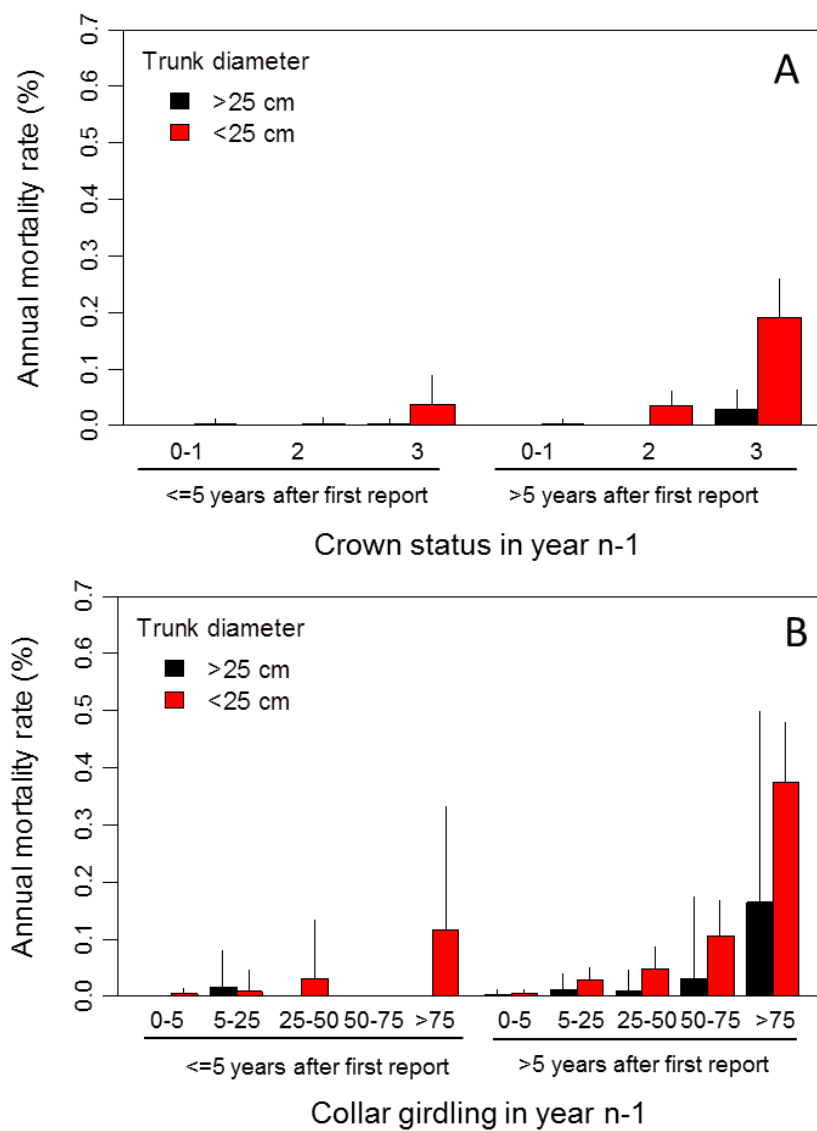 A
Trunk diameter
>25 cm
<25 cm
Annual mortality rate (%)
0.7
0.6
0.5
0.4
0.3
0.2
0.1
0.0
0-1 2 3 0-1 2 3
<=5 years after first report >5 years after first report
Crown status in year n-1
B
Trunk diameter
>25 cm
<25 cm
Annual mortality rate (%)
0.7
0.6
0.5
0.4
0.3
0.2
0.1
0.0
0-5 5-25 25-50 50-75 >75 0-5 5-25 25-50 50-75 >75
<=5 years after first report >5 years after first report
Collar girdling in year n-1